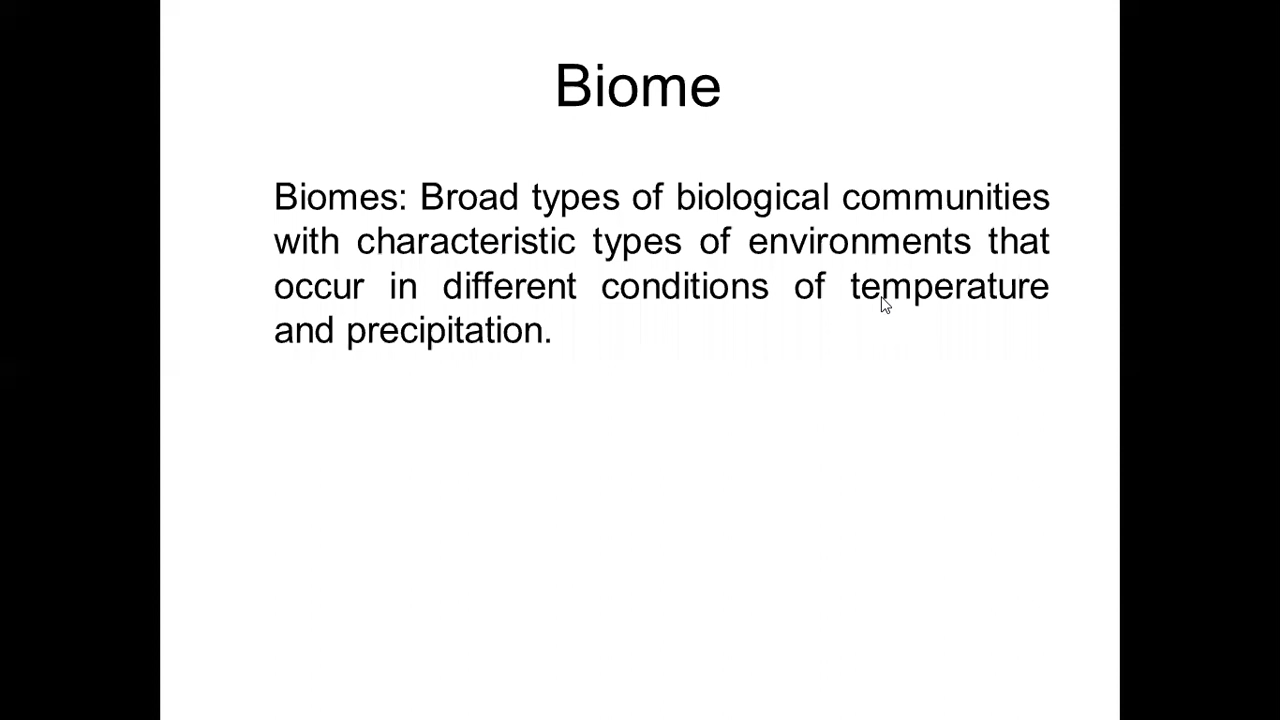 Biome
Biomes: Broad types of biological communities
with characteristic types of environments that
occur in different conditions of temperature
and precipitation.